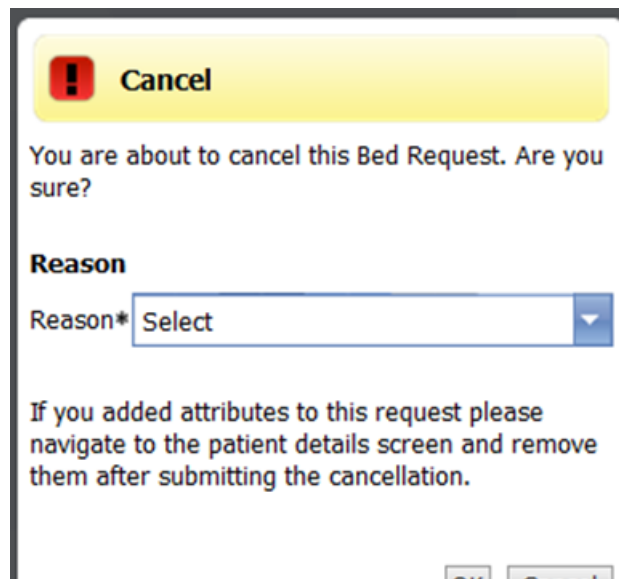 Cancel
You are about to cancel this Bed Request. Are you
sure?
Reason
Reason* Select
If you added attributes to this request please
navigate to the patient details screen and remove
them after submitting the cancellation.